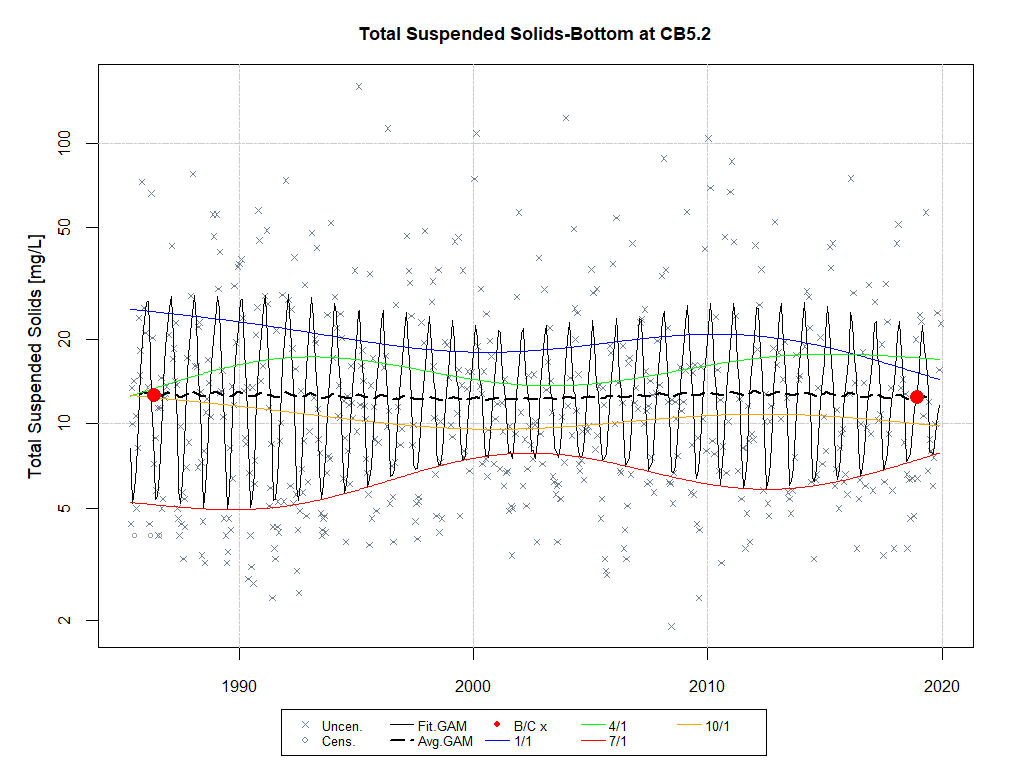 Total Suspended Solids-Bottom at CB5.2
Total Suspended Solids [mg/L]
100
50
20
10
5
2
1990 2000 2010 2020
Uncen. Fit.GAM B/C x 4/1 10/1
Cens. Avg.GAM 1/1 7/1